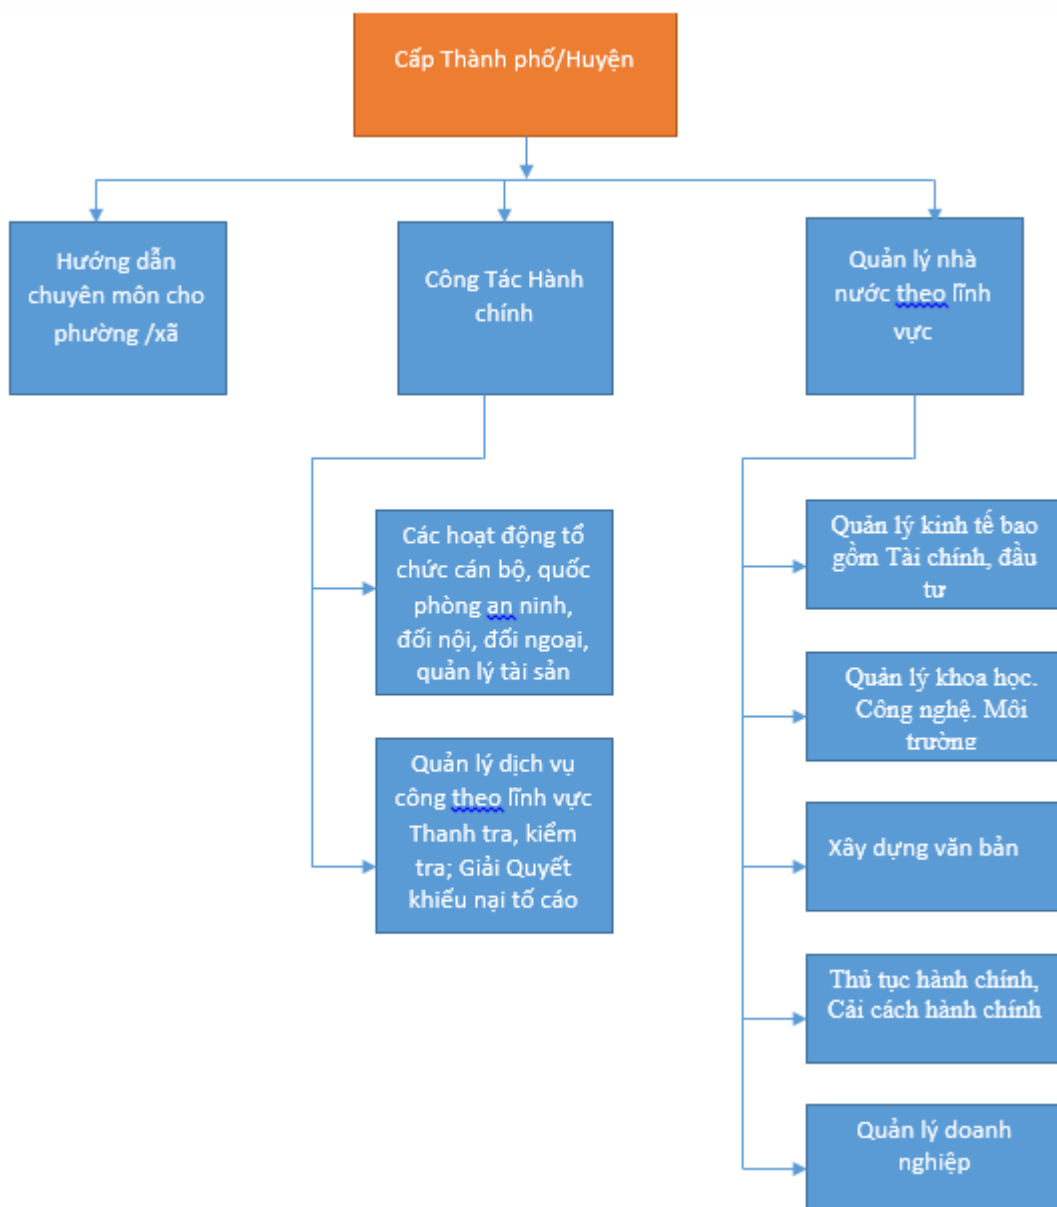 Cấp Thành phố/Huyện
Hướng dẫn
chuyên môn cho
phường /xã
Công Tác Hành
chính
Quản lý nhà
nước theo lĩnh
vực
Các hoạt động tổ
chức cán bộ, quốc
phòng an ninh,
đối nội, đối ngoại,
quản lý tài sản
Quản lý dịch vụ
công theo lĩnh vực
Thanh tra, kiểm
tra; Giải Quyết
khiếu nại tố cáo
Quản lý kinh tế bao
gồm Tài chính, đầu
tư
Quản lý khoa học.
Công nghệ. Môi
trường
Xây dựng văn bản
Thủ tục hành chính,
Cải cách hành chính
Quản lý doanh
nghiệp